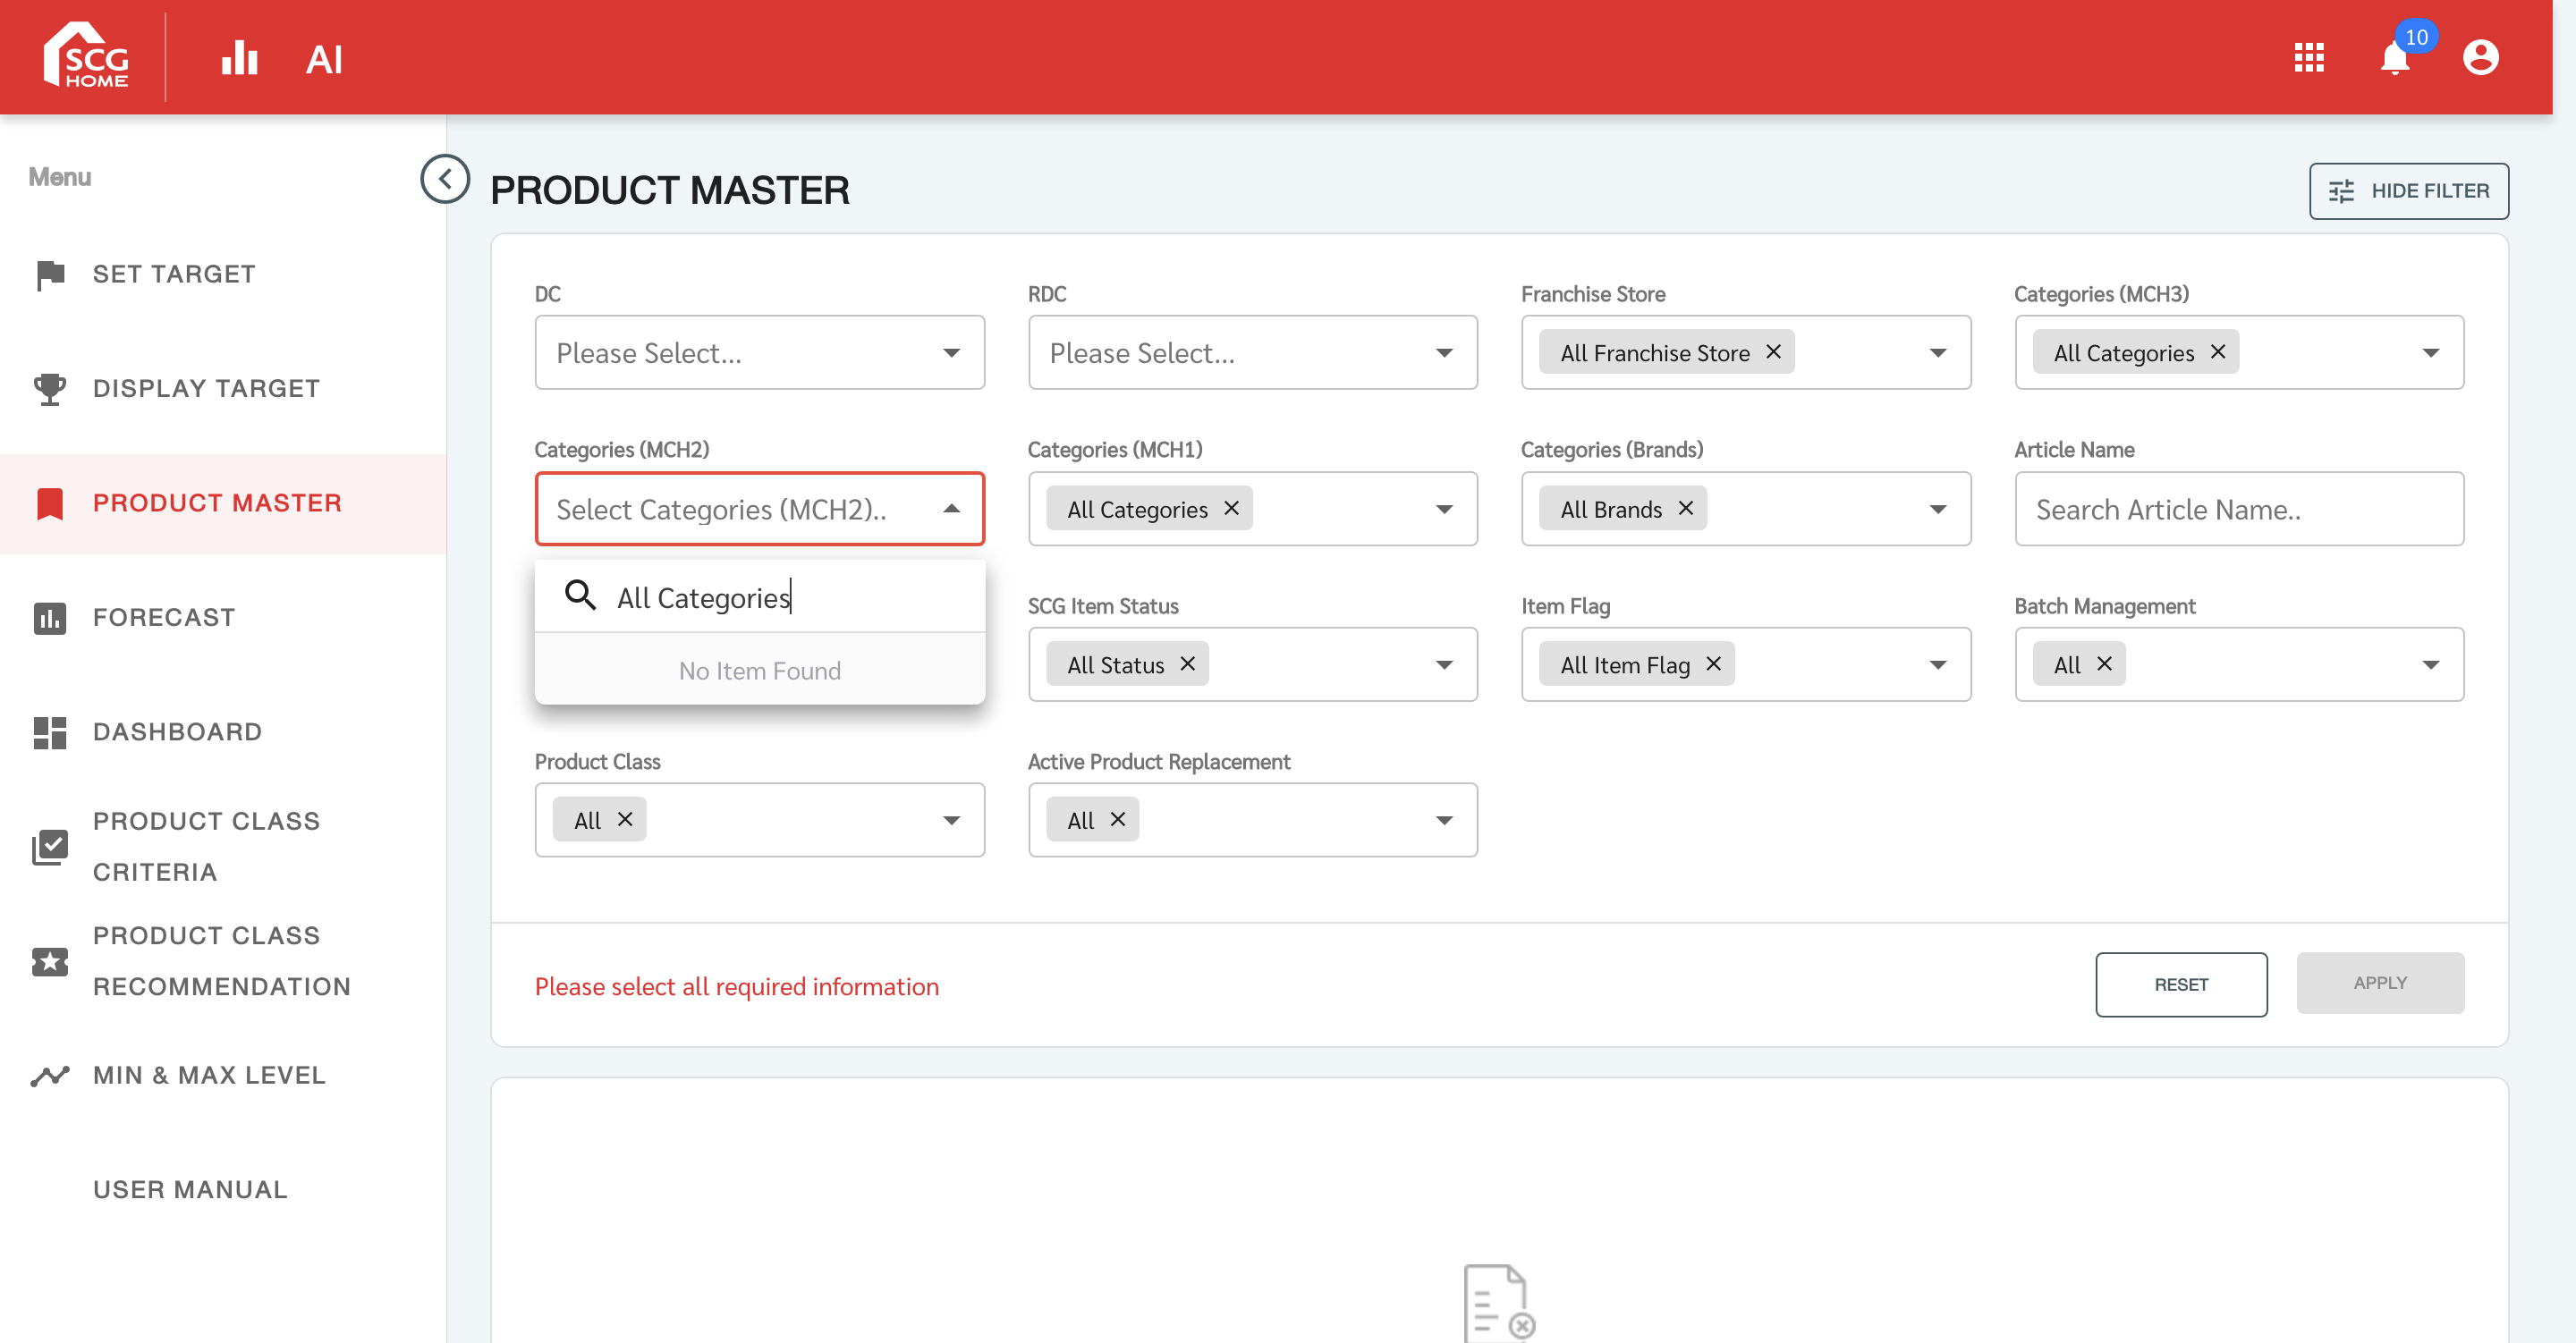 SCG
HOME
AI
10
Menu
SET TARGET
DISPLAY TARGET
PRODUCT MASTER
FORECAST
DASHBOARD
PRODUCT CLASS
CRITERIA
PRODUCT CLASS
RECOMMENDATION
MIN & MAX LEVEL
USER MANUAL
PRODUCT MASTER
HIDE FILTER
DC
RDC
Franchise Store
Categories (MCH3)
Please Select...
Please Select...
All Franchise Store
All Categories
Categories (MCH2)
Categories (MCH1)
Categories (Brands)
Article Name
Select Categories (MCH2)..
All Categories
All Brands
Search Article Name..
All Categories
No Item Found
SCG Item Status
Item Flag
Batch Management
All Status
All Item Flag
All
Product Class
Active Product Replacement
All
All
Please select all required information
RESET
APPLY